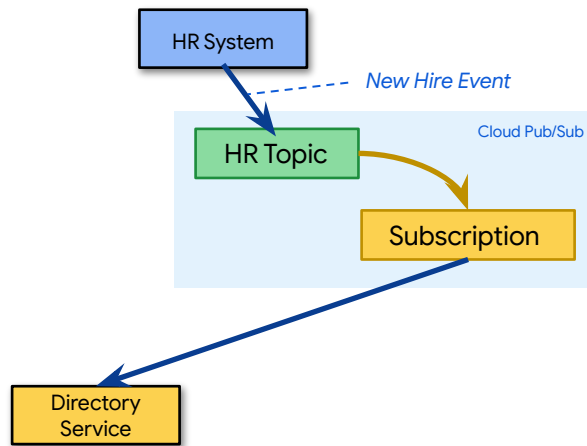 HR System
New Hire Event
Cloud Pub/Sub
HR Topic
Subscription
Directory
Service